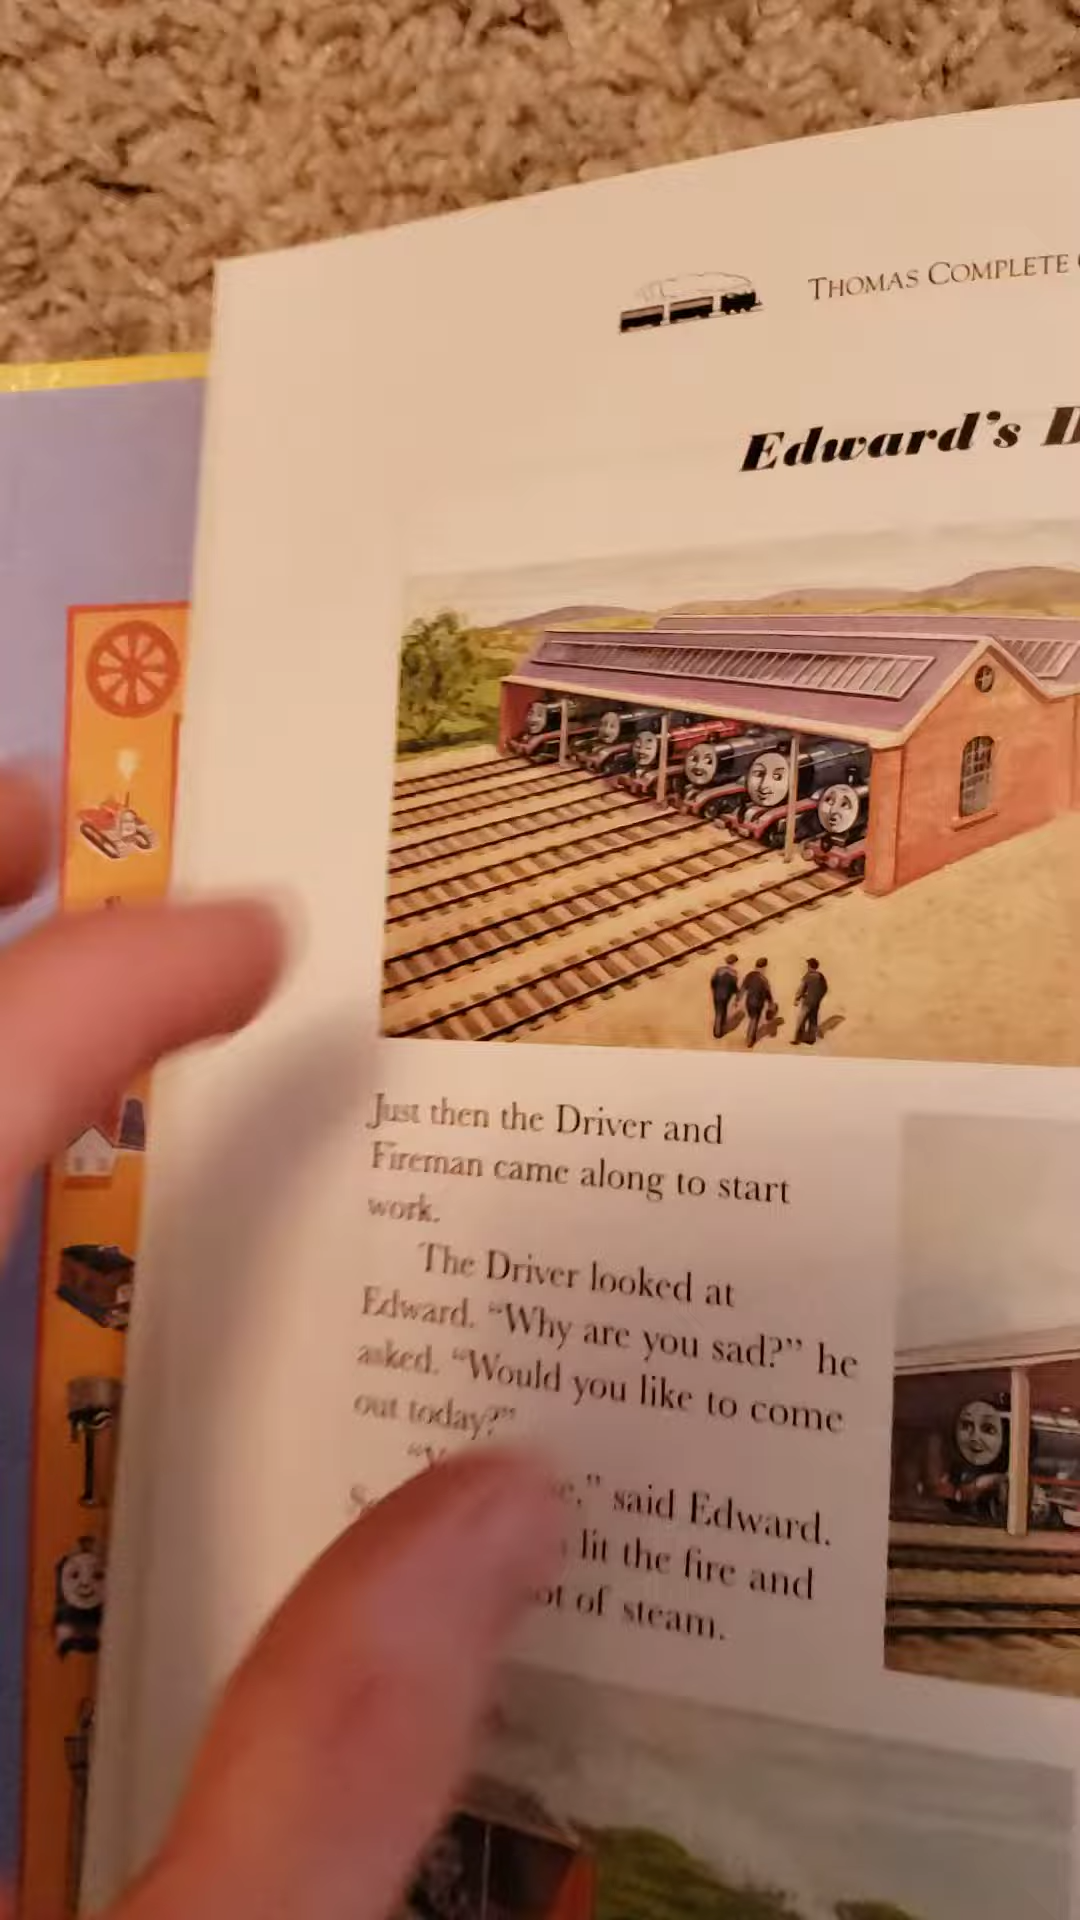 THOMAS COMPLETE
Edward's
Just then the Driver and
Fireman came along to start
work.
The Driver looked at
Edward. “Why are you sad?” he
asked. “Would you like to come
out today?”
said Edward.
lit the fire and
of steam.